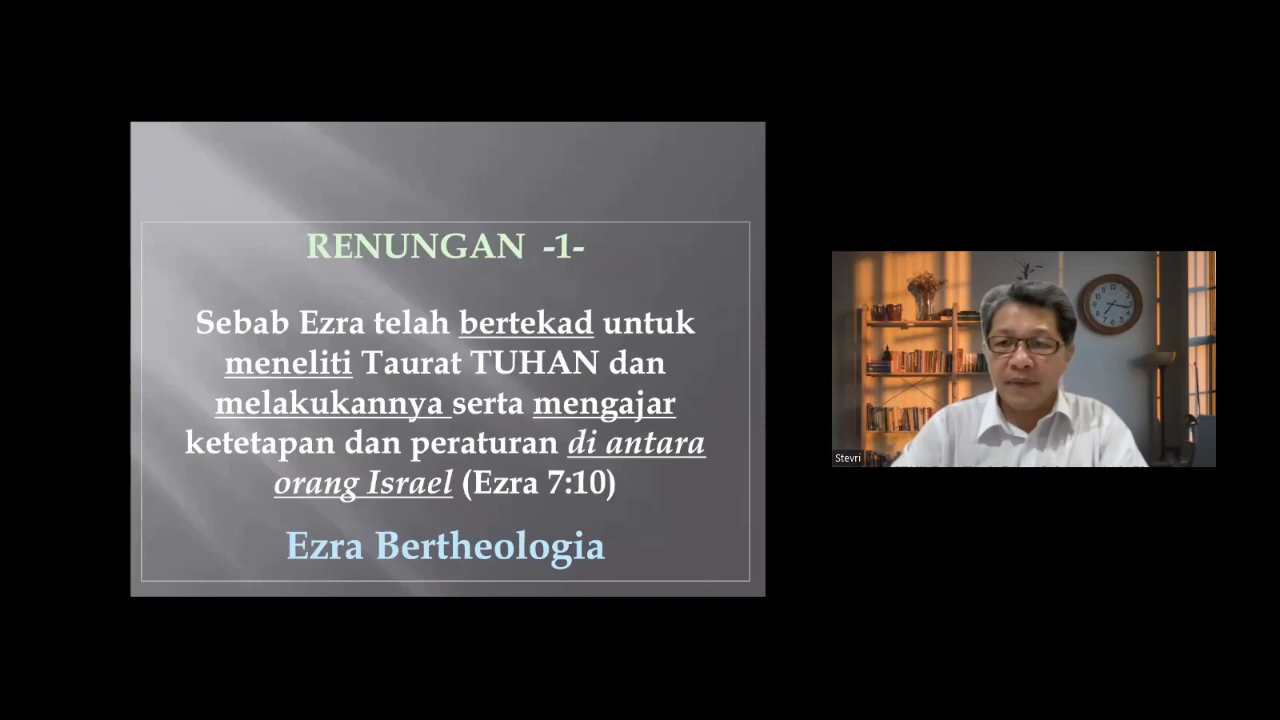 RENUNGAN -1-
Sebab Ezra telah bertekad untuk
meneliti Taurat TUHAN dan
melakukannya serta mengajar
ketetapan dan peraturan di antara
orang Israel (Ezra 7:10)
Ezra Bertheologia
Stevri